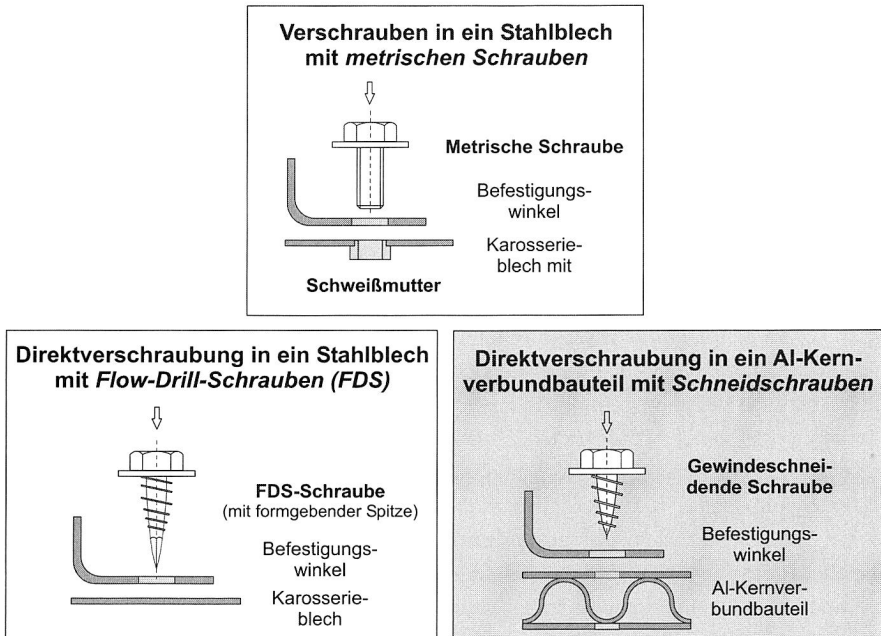 Verschrauben in ein Stahlblech
mit metrischen Schrauben
Metrische Schraube
Befestigungs-
winkel
Karosserie-
blech mit
Schweißmutter
Direktverschraubung in ein Stahlblech
mit Flow-Drill-Schrauben (FDS)
FDS-Schraube
(mit formgebender Spitze)
Befestigungs-
winkel
Karosserie-
blech
Direktverschraubung in ein Al-Kern-
verbundbauteil mit Schneidschrauben
Gewindeschnei-
dende Schraube
Befestigungs-
winkel
Al-Kernver-
bundbauteil